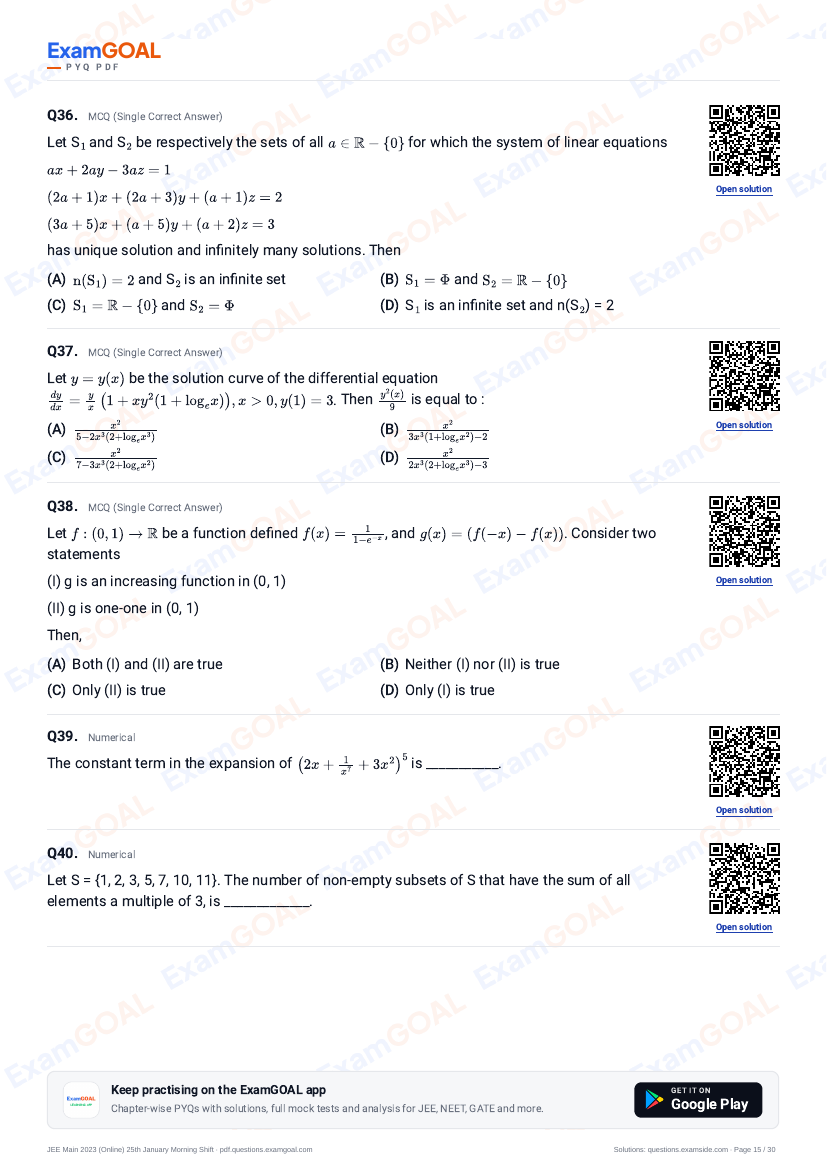 ExamGOAL
PYQ PDF
Q36. MCQ (Single Correct Answer)
Let S₁ and S₂ be respectively the sets of all a ∈ ℝ − {0} for which the system of linear equations
ax + 2ay − 3az = 1
(2a + 1)x + (2a + 3)y + (a + 1)z = 2
(3a + 5)x + (a + 5)y + (a + 2)z = 3
has unique solution and infinitely many solutions. Then
(A) n(S₁) = 2 and S₂ is an infinite set
(B) S₁ = Φ and S₂ = ℝ − {0}
(C) S₁ = ℝ − {0} and S₂ = Φ
(D) S₁ is an infinite set and n(S₂) = 2
Open solution
Q37. MCQ (Single Correct Answer)
Let y = y(x) be the solution curve of the differential equation
dy/dx = y/x (1 + xy²(1 + logₑx)), x > 0, y(1) = 3. Then y²(x)/9 is equal to :
(A) x²/(5−2x³(2+logₑx³))
(B) x²/(3x³(1+logₑx²)−2)
(C) x²/(7−3x³(2+logₑx²))
(D) x²/(2x³(2+logₑx³)−3)
Open solution
Q38. MCQ (Single Correct Answer)
Let f : (0, 1) → ℝ be a function defined f(x) = 1/(1−e⁻ˣ), and g(x) = (f(−x) − f(x)). Consider two
statements
(I) g is an increasing function in (0, 1)
(II) g is one-one in (0, 1)
Then,
(A) Both (I) and (II) are true
(B) Neither (I) nor (II) is true
(C) Only (II) is true
(D) Only (I) is true
Open solution
Q39. Numerical
The constant term in the expansion of (2x + 1/x⁷ + 3x²)⁵ is ___________.
Open solution
Q40. Numerical
Let S = {1, 2, 3, 5, 7, 10, 11}. The number of non-empty subsets of S that have the sum of all
elements a multiple of 3, is _____________.
Open solution
Keep practising on the ExamGOAL app
Chapter-wise PYQs with solutions, full mock tests and analysis for JEE, NEET, GATE and more.
GET IT ON
Google Play
JEE Main 2023 (Online) 25th January Morning Shift · pdf.questions.examgoal.com
Solutions: questions.examside.com · Page 15 / 30